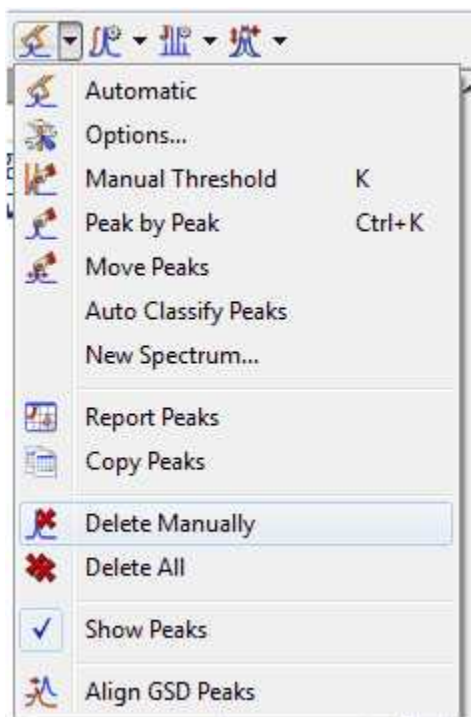 Automatic
Options...
Manual Threshold K
Peak by Peak Ctrl+K
Move Peaks
Auto Classify Peaks
New Spectrum...
Report Peaks
Copy Peaks
Delete Manually
Delete All
Show Peaks
Align GSD Peaks